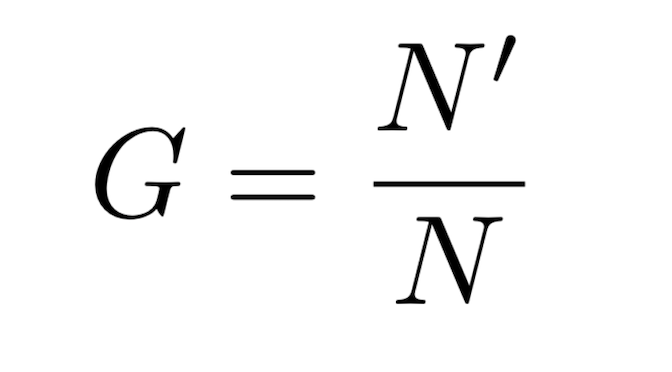 G = N′/N